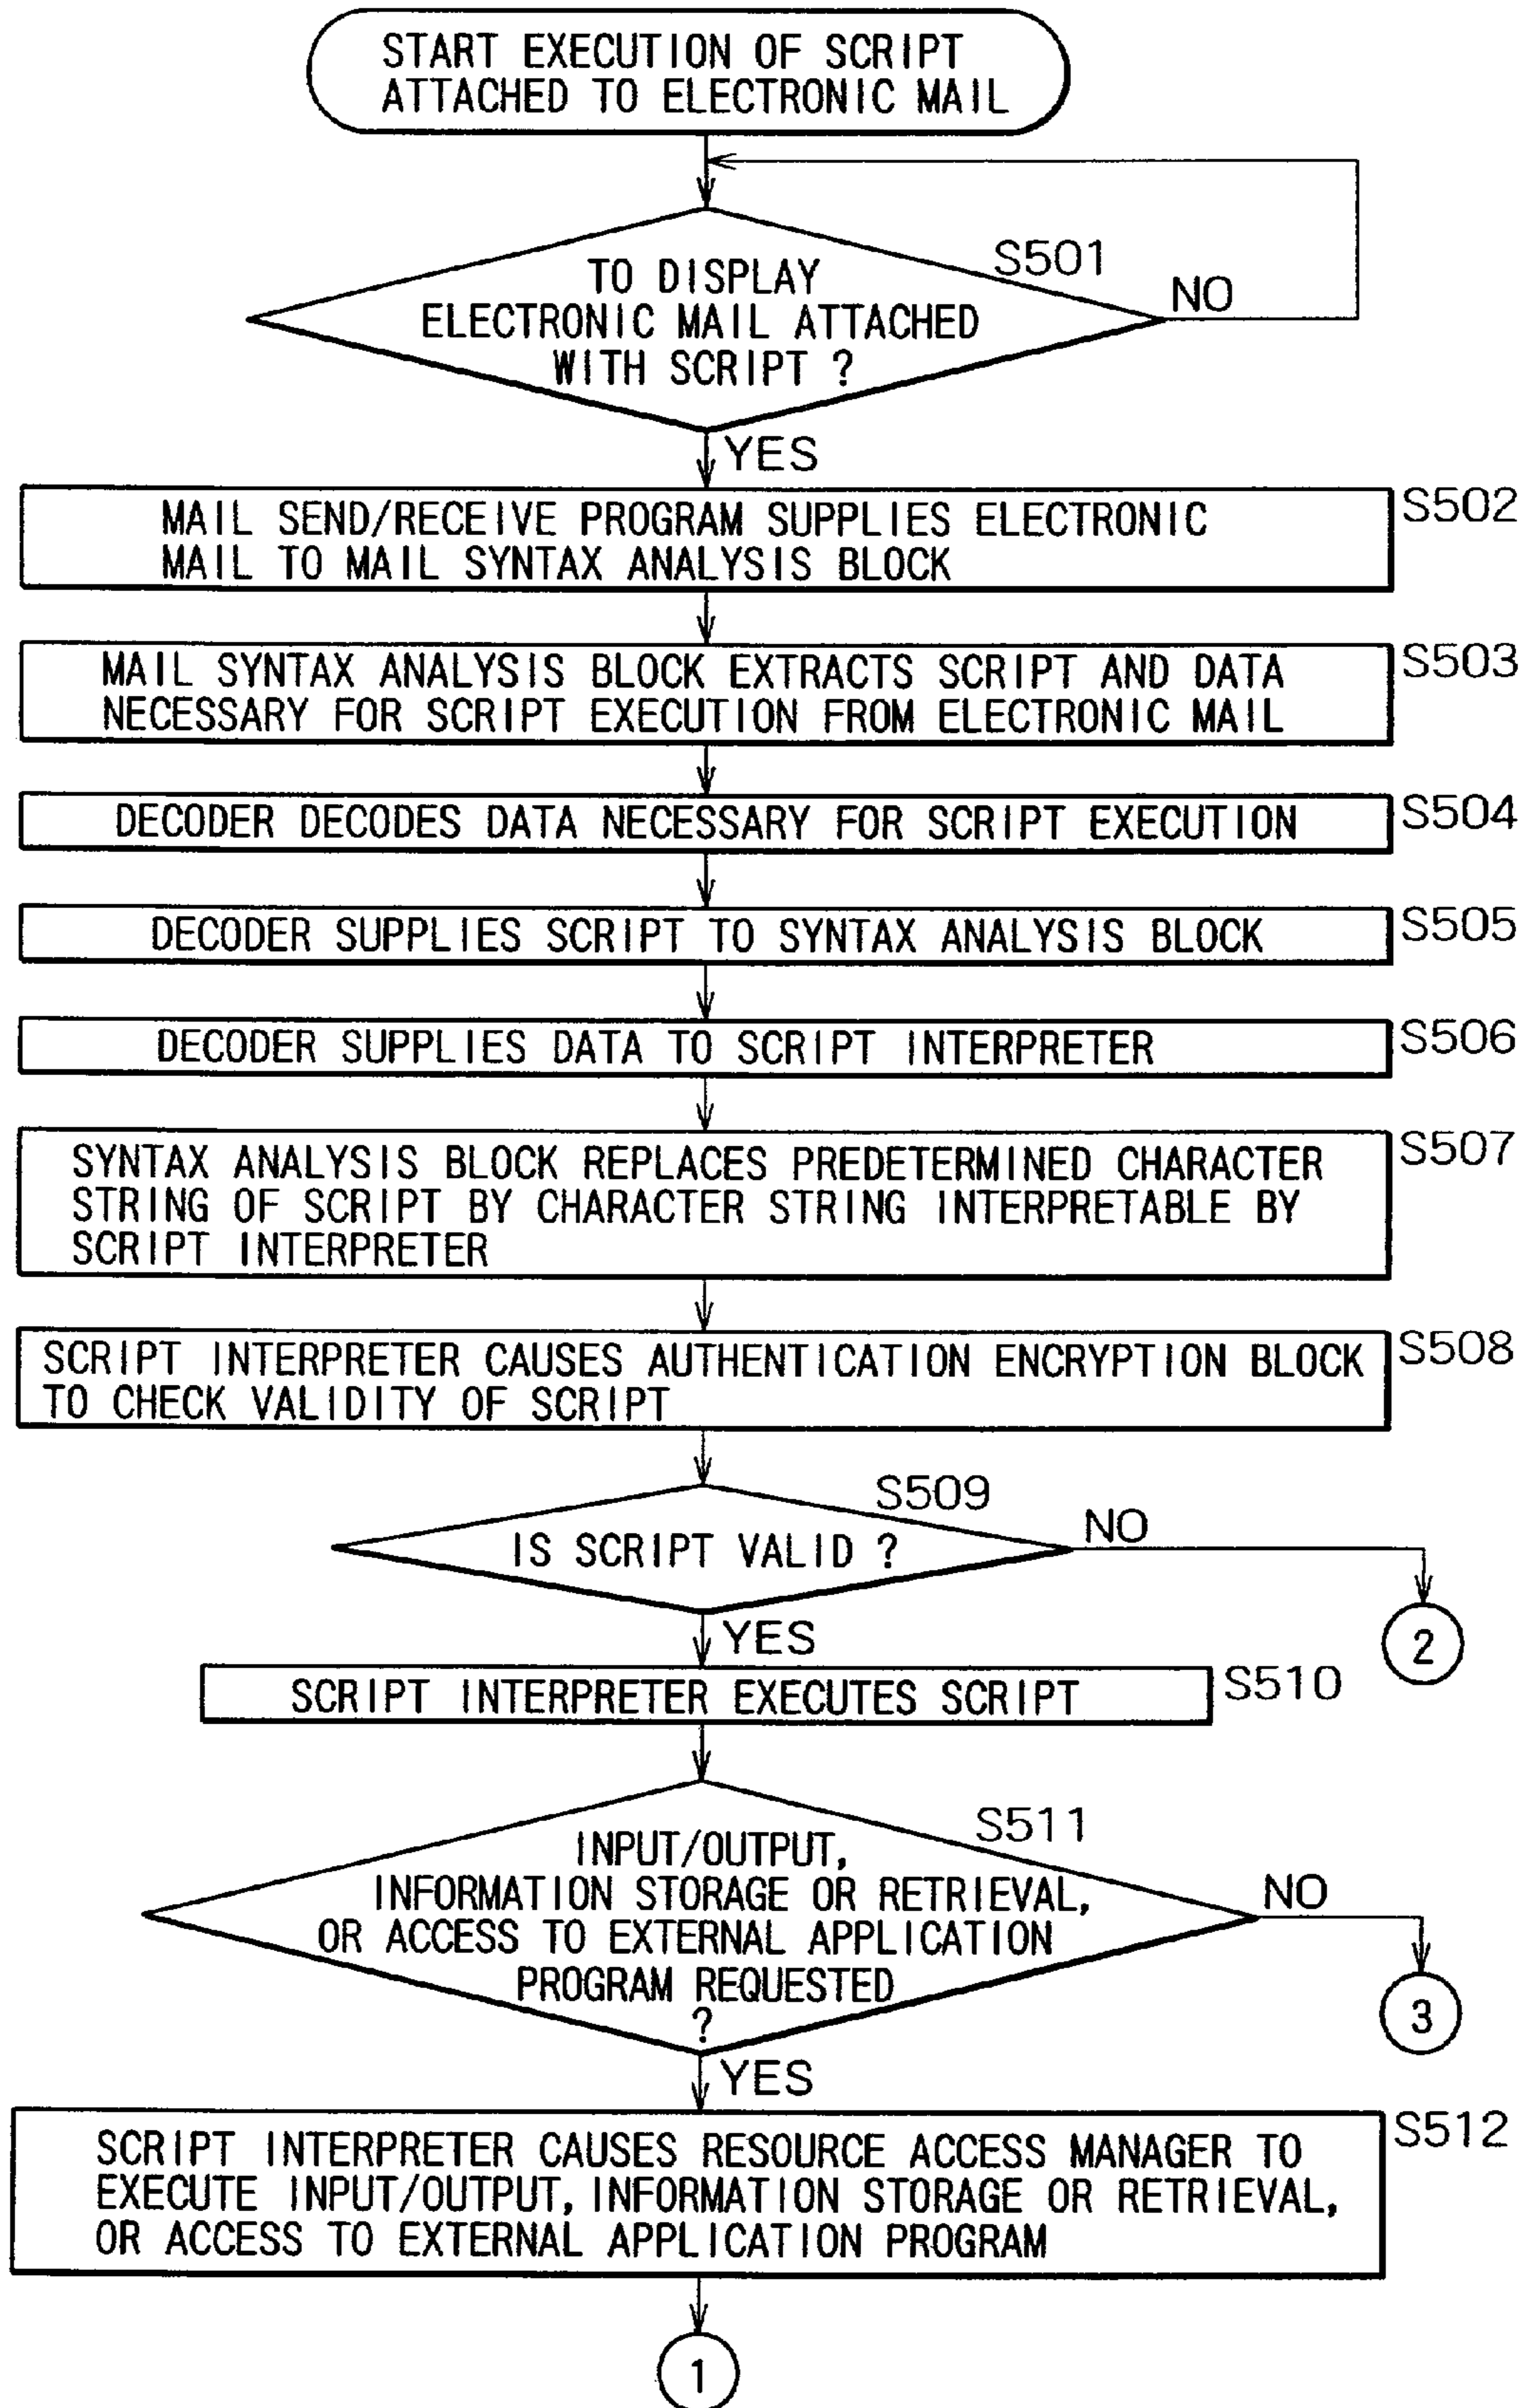 START EXECUTION OF SCRIPT
ATTACHED TO ELECTRONIC MAIL
S501
TO DISPLAY
ELECTRONIC MAIL ATTACHED
WITH SCRIPT ?
NO
YES
S502
MAIL SEND/RECEIVE PROGRAM SUPPLIES ELECTRONIC
MAIL TO MAIL SYNTAX ANALYSIS BLOCK
S503
MAIL SYNTAX ANALYSIS BLOCK EXTRACTS SCRIPT AND DATA
NECESSARY FOR SCRIPT EXECUTION FROM ELECTRONIC MAIL
DECODER DECODES DATA NECESSARY FOR SCRIPT EXECUTION
S504
DECODER SUPPLIES SCRIPT TO SYNTAX ANALYSIS BLOCK
S505
DECODER SUPPLIES DATA TO SCRIPT INTERPRETER
S506
S507
SYNTAX ANALYSIS BLOCK REPLACES PREDETERMINED CHARACTER
STRING OF SCRIPT BY CHARACTER STRING INTERPRETABLE BY
SCRIPT INTERPRETER
S508
SCRIPT INTERPRETER CAUSES AUTHENTICATION ENCRYPTION BLOCK
TO CHECK VALIDITY OF SCRIPT
S509
IS SCRIPT VALID ?
NO
2
YES
SCRIPT INTERPRETER EXECUTES SCRIPT
S510
S511
INPUT/OUTPUT,
INFORMATION STORAGE OR RETRIEVAL,
OR ACCESS TO EXTERNAL APPLICATION
PROGRAM REQUESTED
?
NO
3
YES
S512
SCRIPT INTERPRETER CAUSES RESOURCE ACCESS MANAGER TO
EXECUTE INPUT/OUTPUT, INFORMATION STORAGE OR RETRIEVAL,
OR ACCESS TO EXTERNAL APPLICATION PROGRAM
1